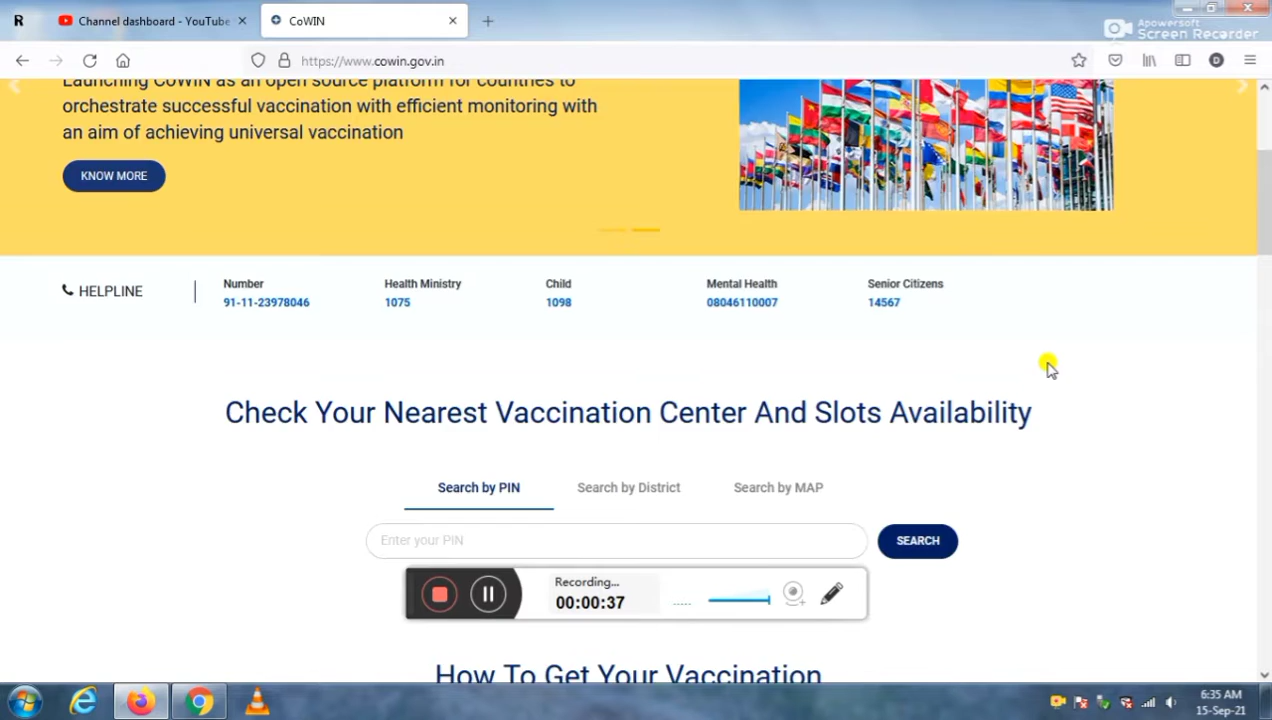 R
Channel dashboard - YouTube
CoWIN
Apowersoft
Screen Recorder
https://www.cowin.gov.in
D
Launching CoWIN as an open source platform for countries to
orchestrate successful vaccination with efficient monitoring with
an aim of achieving universal vaccination
KNOW MORE
HELPLINE
Number
91-11-23978046
Health Ministry
1075
Child
1098
Mental Health
08046110007
Senior Citizens
14567
Check Your Nearest Vaccination Center And Slots Availability
Search by PIN
Search by District
Search by MAP
Enter your PIN
SEARCH
Recording...
00:00:37
How To Get Your Vaccination
6:35 AM
15-Sep-21